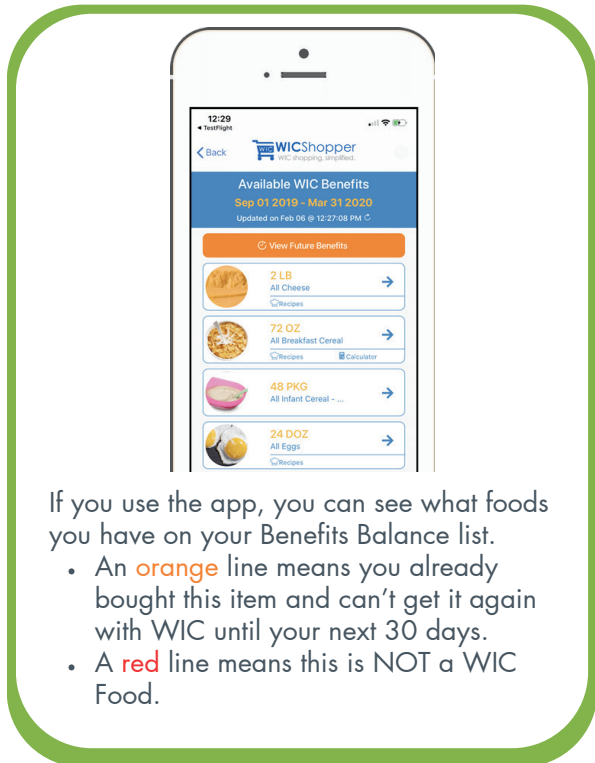 12:29
◄ TestFlight
Back
WIC
WICShopper
WIC shopping, simplified.
Available WIC Benefits
Sep 01 2019 - Mar 31 2020
Updated on Feb 06 @ 12:27:08 PM
View Future Benefits
2 LB
All Cheese
Recipes
72 OZ
All Breakfast Cereal
Recipes Calculator
48 PKG
All Infant Cereal - ...
24 DOZ
All Eggs
Recipes
If you use the app, you can see what foods
you have on your Benefits Balance list.
• An orange line means you already
bought this item and can’t get it again
with WIC until your next 30 days.
• A red line means this is NOT a WIC
Food.